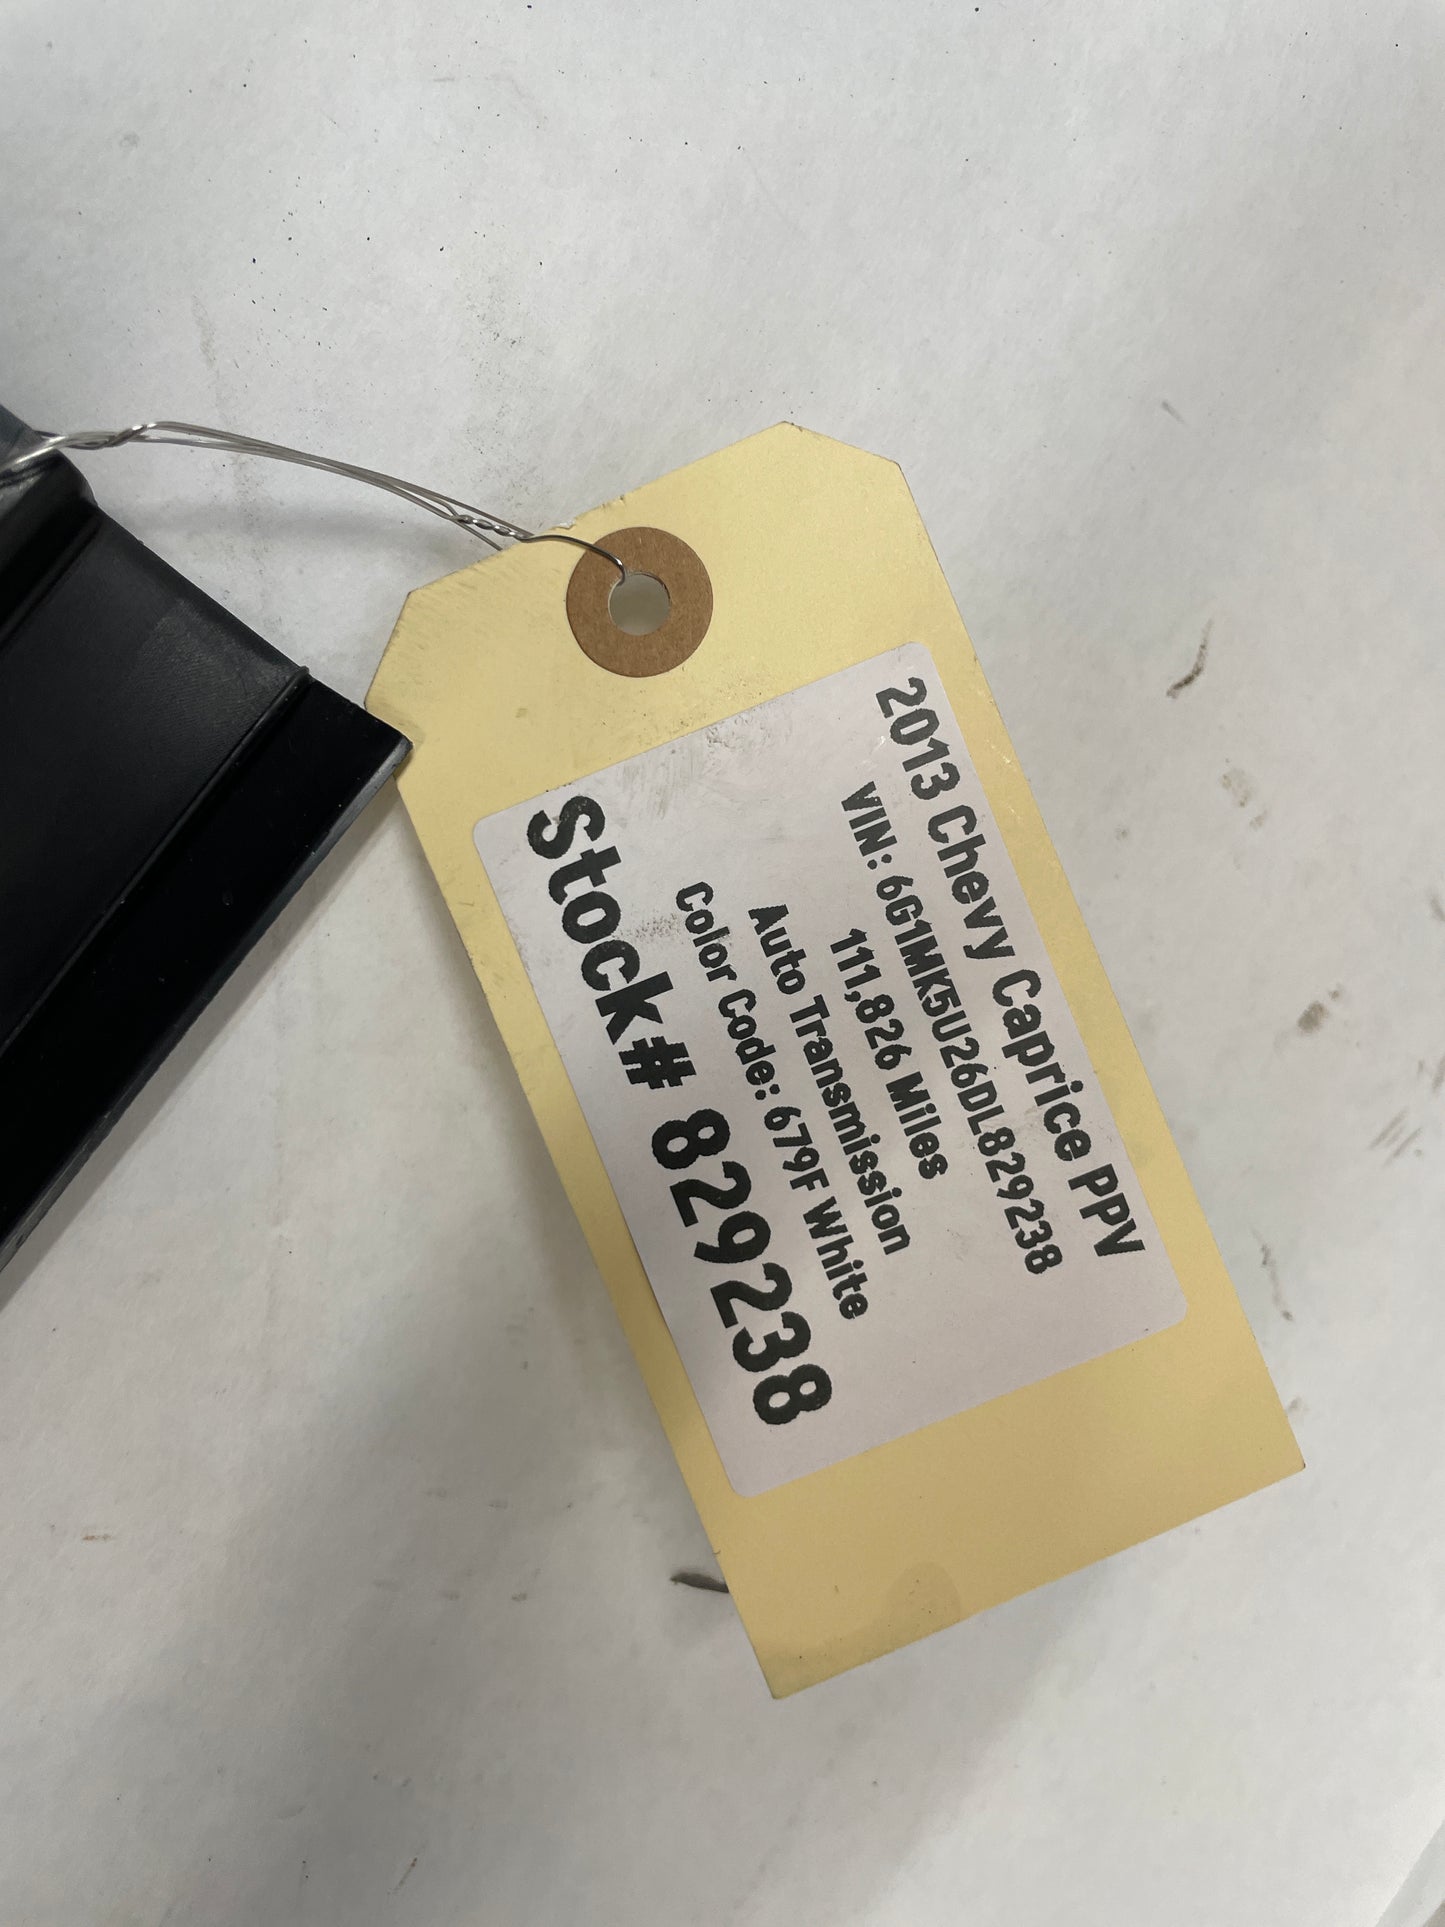 2013 Chevy Caprice PPV
VIN: 6G1MK5U26DL829238
111,826 Miles
Auto Transmission
Color Code: 679F White
Stock# 829238